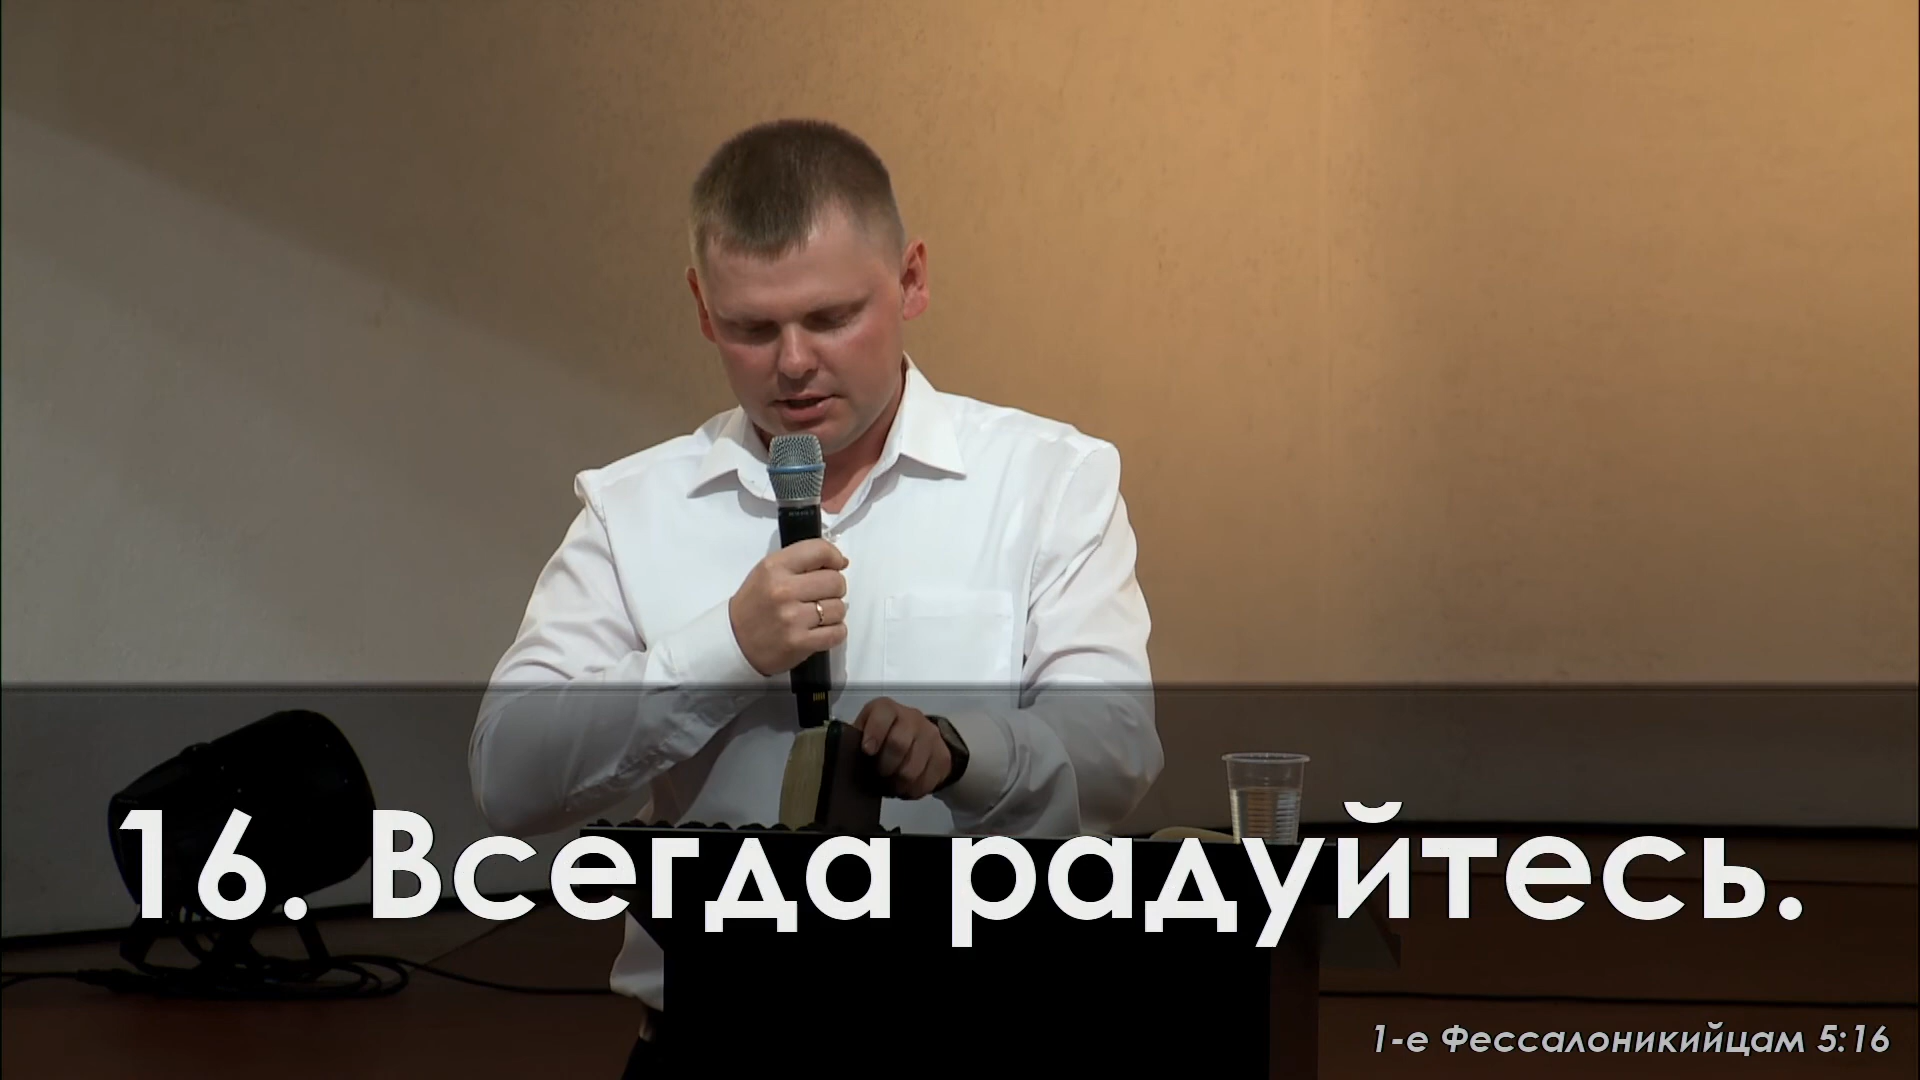 16. Всегда радуйтесь.
1-е Фессалоникийцам 5:16